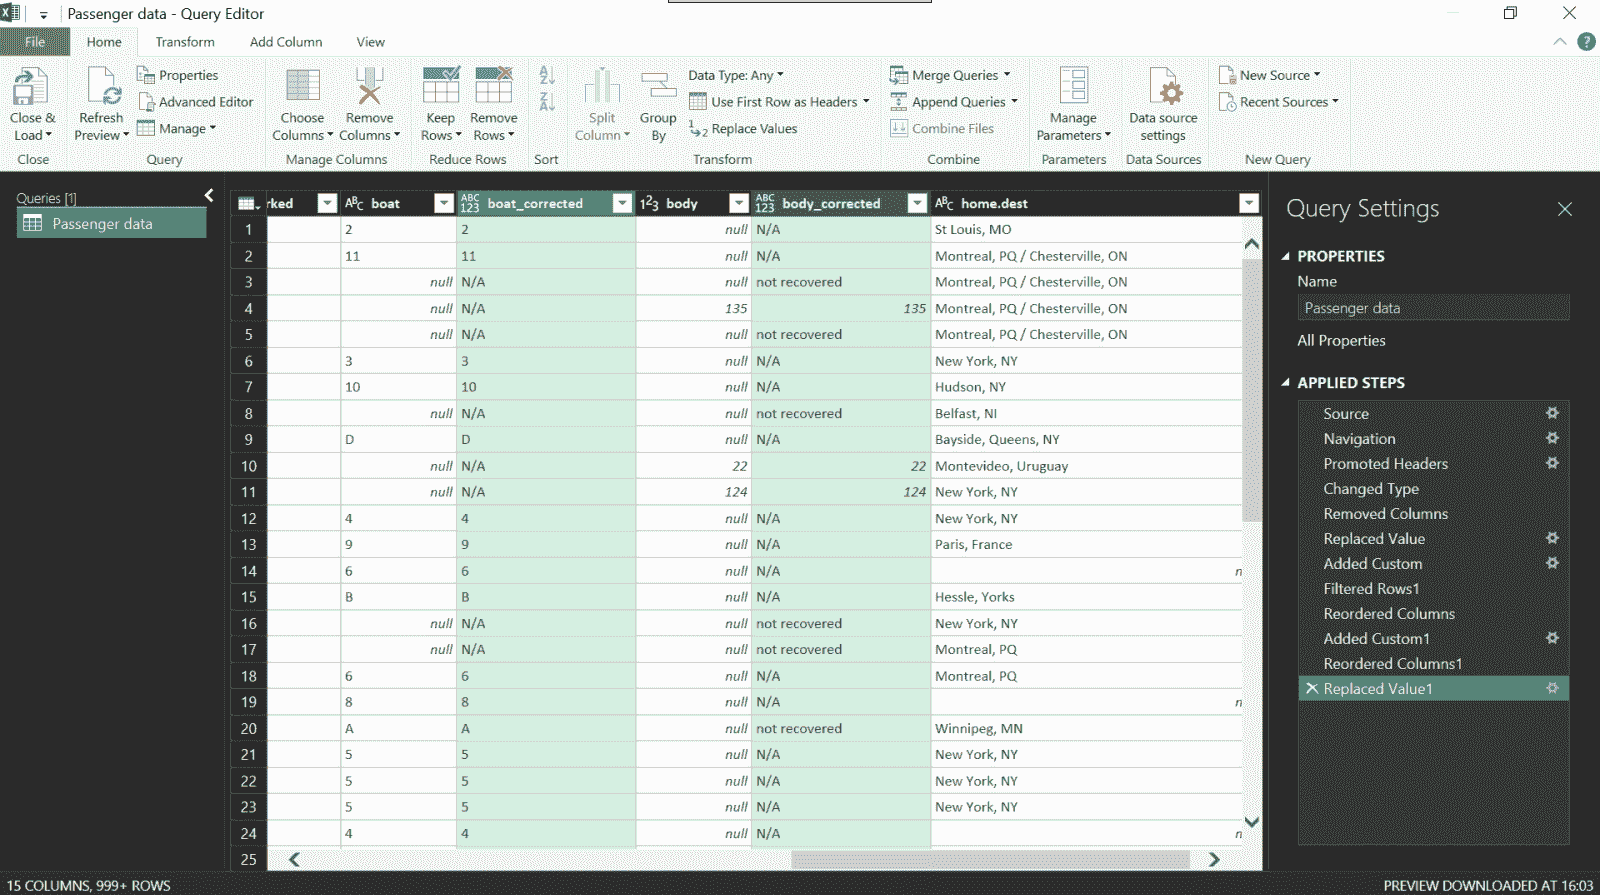 Passenger data - Query Editor
File Home Transform Add Column View
Close & Load
Close
Refresh Preview
Properties
Advanced Editor
Manage
Query
Choose Columns
Remove Columns
Manage Columns
Keep Rows
Remove Rows
Reduce Rows
Sort
Split Column
Group By
Data Type: Any
Use First Row as Headers
Replace Values
Transform
Merge Queries
Append Queries
Combine Files
Combine
Manage Parameters
Parameters
Data source settings
Data Sources
New Source
Recent Sources
New Query
Queries [1]
Passenger data
rked ABC boat ABC 123 boat_corrected 123 body ABC 123 body_corrected ABC home.dest
1 2 2 null N/A St Louis, MO
2 11 11 null N/A Montreal, PQ / Chesterville, ON
3 null N/A null not recovered Montreal, PQ / Chesterville, ON
4 null N/A 135 135 Montreal, PQ / Chesterville, ON
5 null N/A null not recovered Montreal, PQ / Chesterville, ON
6 3 3 null N/A New York, NY
7 10 10 null N/A Hudson, NY
8 null N/A null not recovered Belfast, NI
9 D D null N/A Bayside, Queens, NY
10 null N/A 22 22 Montevideo, Uruguay
11 null N/A 124 124 New York, NY
12 4 4 null N/A New York, NY
13 9 9 null N/A Paris, France
14 6 6 null N/A n
15 B B null N/A Hessle, Yorks
16 null N/A null not recovered New York, NY
17 null N/A null not recovered Montreal, PQ
18 6 6 null N/A Montreal, PQ
19 8 8 null N/A n
20 A A null not recovered Winnipeg, MN
21 5 5 null N/A New York, NY
22 5 5 null N/A New York, NY
23 5 5 null N/A New York, NY
24 4 4 null N/A n
25
Query Settings
PROPERTIES
Name
Passenger data
All Properties
APPLIED STEPS
Source
Navigation
Promoted Headers
Changed Type
Removed Columns
Replaced Value
Added Custom
Filtered Rows1
Reordered Columns
Added Custom1
Reordered Columns1
Replaced Value1
15 COLUMNS, 999+ ROWS
PREVIEW DOWNLOADED AT 16:03